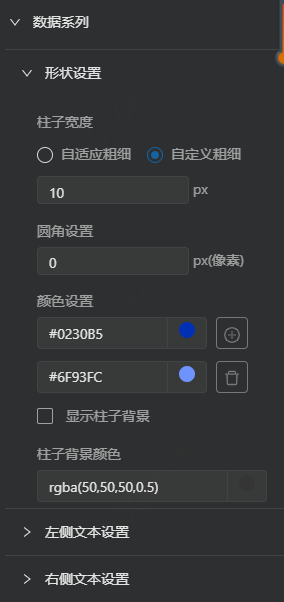 数据系列
形状设置
柱子宽度
自适应粗细 自定义粗细
10 px
圆角设置
0 px(像素)
颜色设置
#0230B5
#6F93FC
显示柱子背景
柱子背景颜色
rgba(50,50,50,0.5)
左侧文本设置
右侧文本设置